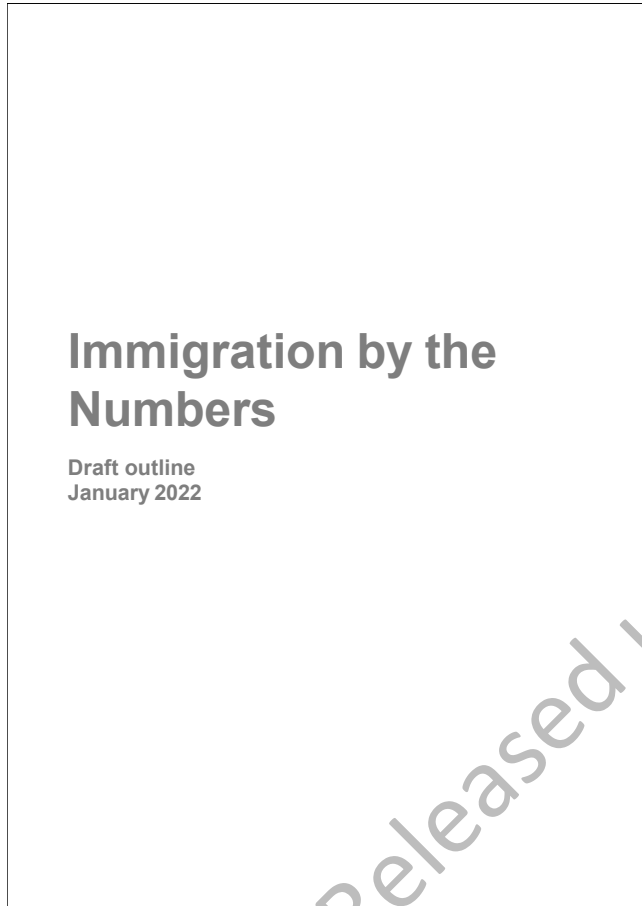 Immigration by the
Numbers
Draft outline
January 2022
Released